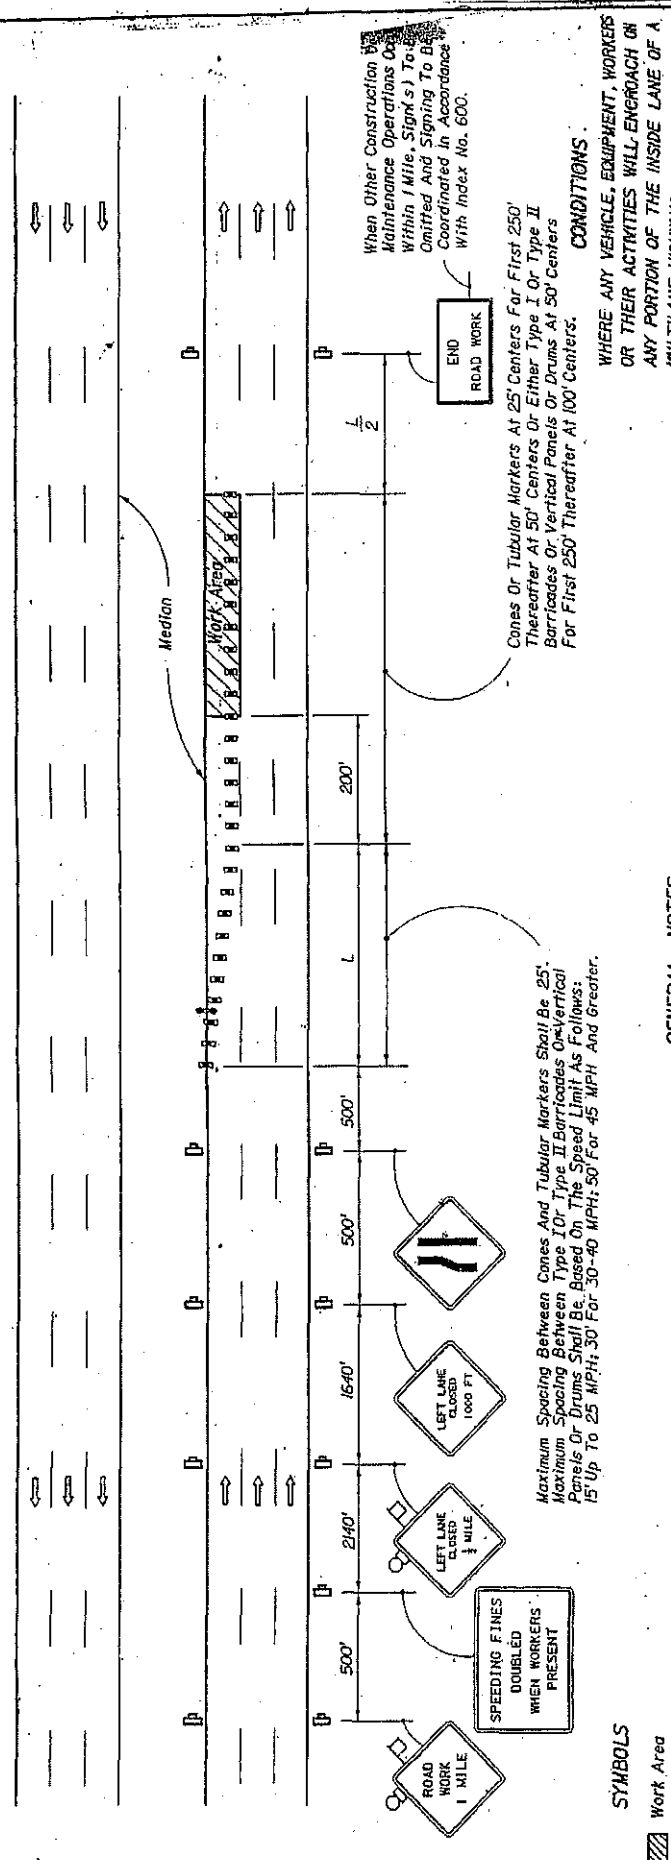 Median
Work Area
When Other Construction Or
Maintenance Operations
Within 1 Mile, Sign(s) To Be
Omitted And Signing To Be
Coordinated In Accordance
With Index No. 600.
END
ROAD WORK
L/2
200'
L
500'
500'
1640'
2140'
500'
Cones Or Tubular Markers At 25' Centers For First 250'
Thereafter At 50' Centers Or Either Type I Or Type II
Barricades Or Vertical Panels Or Drums At 50' Centers
For First 250' Thereafter At 100' Centers.
Maximum Spacing Between Cones And Tubular Markers Shall Be 25'.
Maximum Spacing Between Type I Or Type II Barricades Or Vertical
Panels Or Drums Shall Be Based On The Speed Limit As Follows:
15' Up To 25 MPH; 30' For 30-40 MPH; 50' For 45 MPH And Greater.
LEFT LANE
CLOSED
1000 FT
LEFT LANE
CLOSED
½ MILE
SPEEDING FINES
DOUBLED
WHEN WORKERS
PRESENT
ROAD
WORK
1 MILE
CONDITIONS
WHERE ANY VEHICLE, EQUIPMENT, WORKERS
OR THEIR ACTIVITIES WILL ENCROACH ON
ANY PORTION OF THE INSIDE LANE OF A
GENERAL NOTES
SYMBOLS
Work Area